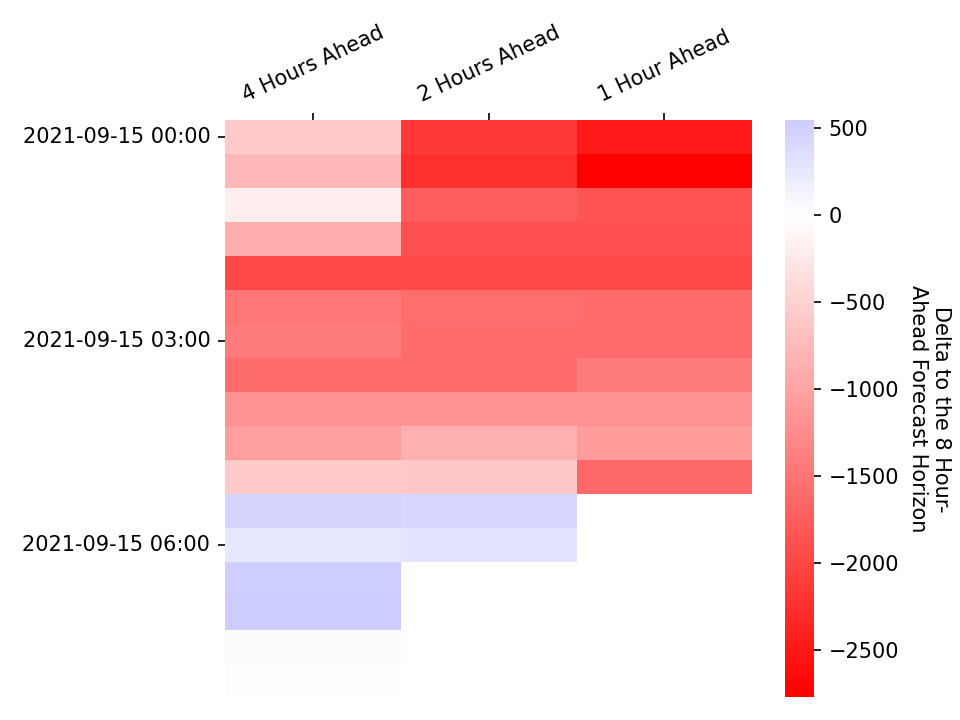 4 Hours Ahead
2 Hours Ahead
1 Hour Ahead
2021-09-15 00:00
2021-09-15 03:00
2021-09-15 06:00
500
0
−500
−1000
−1500
−2000
−2500
Delta to the 8 Hour-
Ahead Forecast Horizon